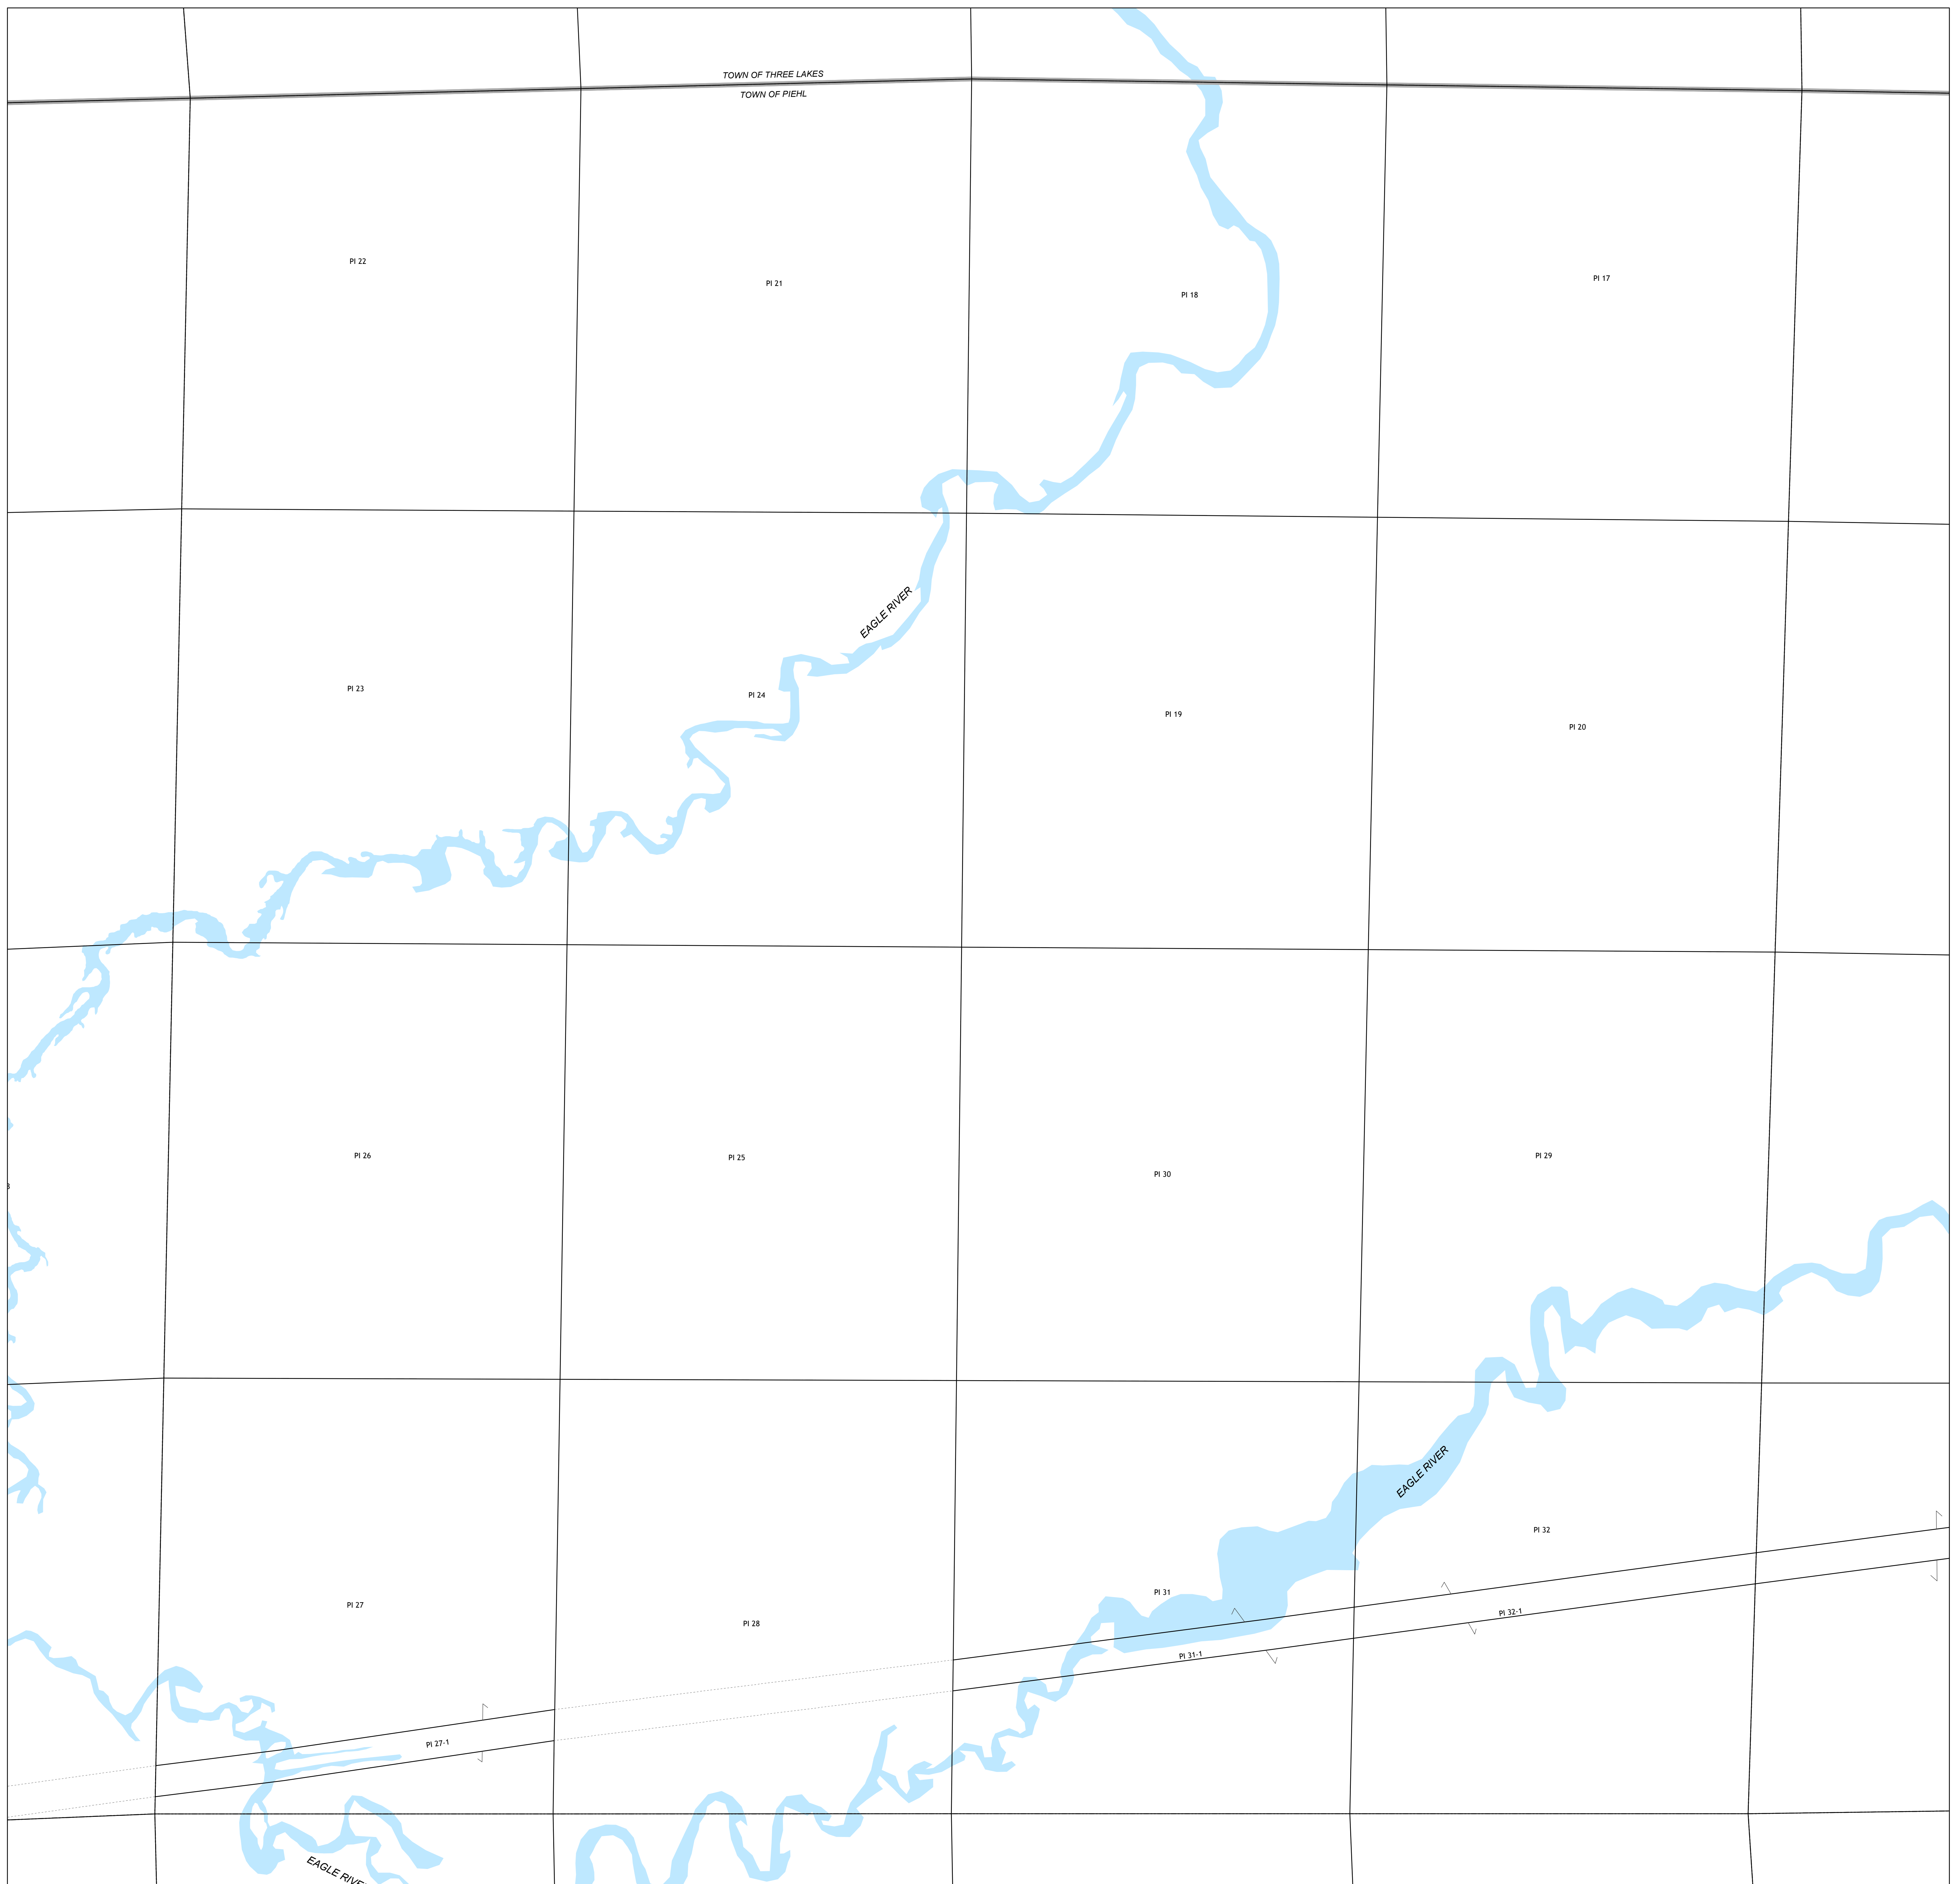 TOWN OF THREE LAKES
TOWN OF PIEHL
PI 22
PI 21
PI 18
PI 17
EAGLE RIVER
PI 23
PI 24
PI 19
PI 20
PI 26
PI 25
PI 30
PI 29
EAGLE RIVER
PI 32
PI 31
PI 27
PI 28
PI 32-1
PI 31-1
PI 27-1
EAGLE RIVER